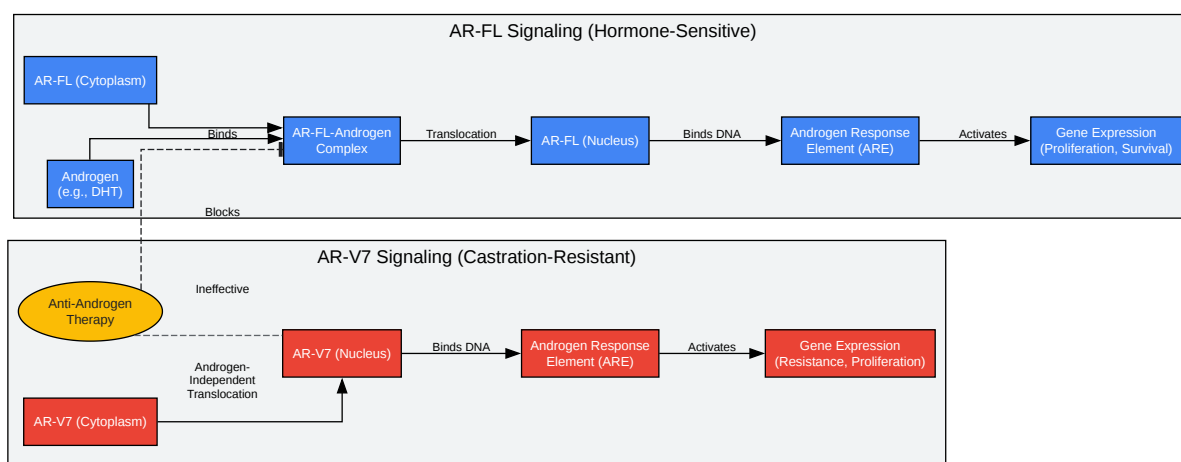 AR-FL Signaling (Hormone-Sensitive)
AR-FL (Cytoplasm)
Binds
Androgen
(e.g., DHT)
AR-FL-Androgen
Complex
Translocation
AR-FL (Nucleus)
Binds DNA
Androgen Response
Element (ARE)
Activates
Gene Expression
(Proliferation, Survival)
Blocks
AR-V7 Signaling (Castration-Resistant)
Anti-Androgen
Therapy
Ineffective
AR-V7 (Cytoplasm)
Androgen-
Independent
Translocation
AR-V7 (Nucleus)
Binds DNA
Androgen Response
Element (ARE)
Activates
Gene Expression
(Resistance, Proliferation)